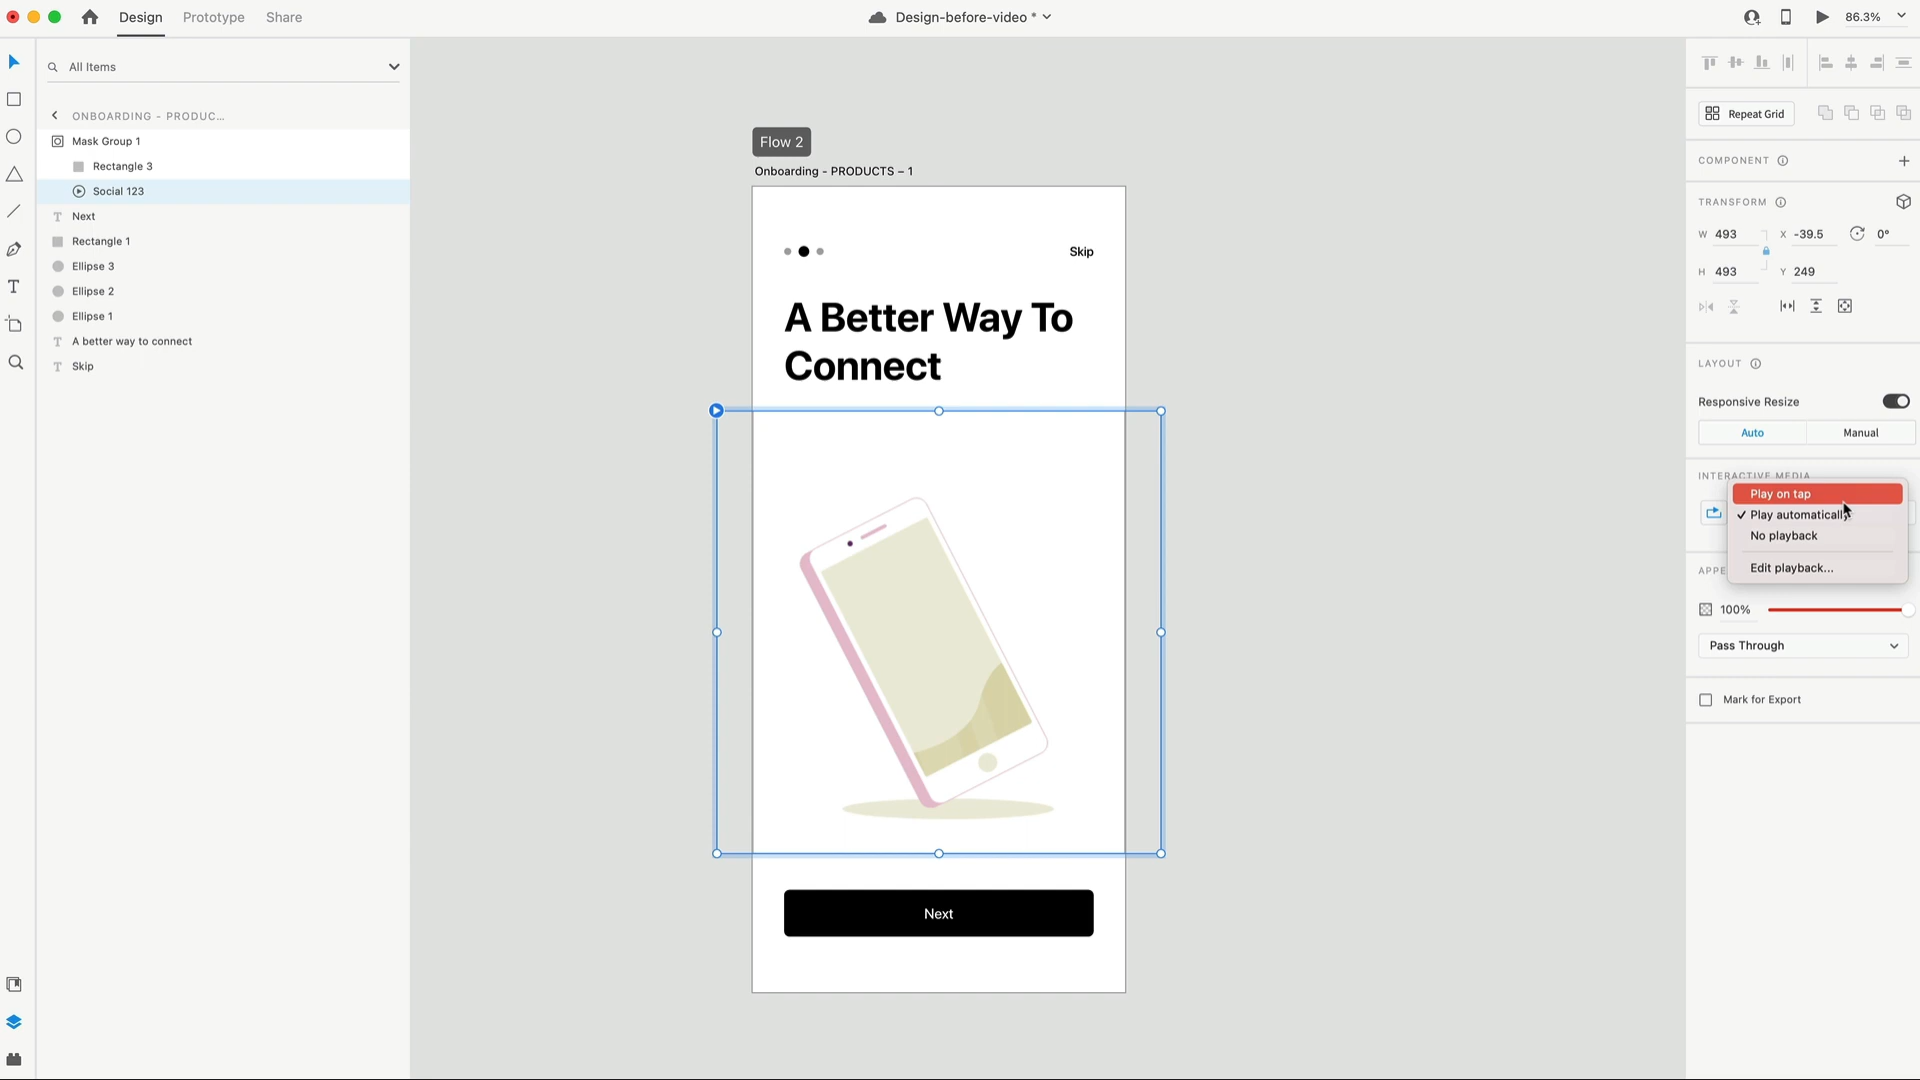 Design Prototype Share
Design-before-video *
86.3%
All Items
ONBOARDING - PRODUC...
Mask Group 1
Rectangle 3
Social 123
Next
Rectangle 1
Ellipse 3
Ellipse 2
Ellipse 1
A better way to connect
Skip
Flow 2
Onboarding - PRODUCTS – 1
Skip
A Better Way To
Connect
Next
Repeat Grid
COMPONENT
TRANSFORM
W 493 X -39.5 0°
H 493 Y 249
LAYOUT
Responsive Resize
Auto Manual
INTERACTIVE MEDIA
Play on tap
Play automatically
No playback
Edit playback...
APPE
100%
Pass Through
Mark for Export